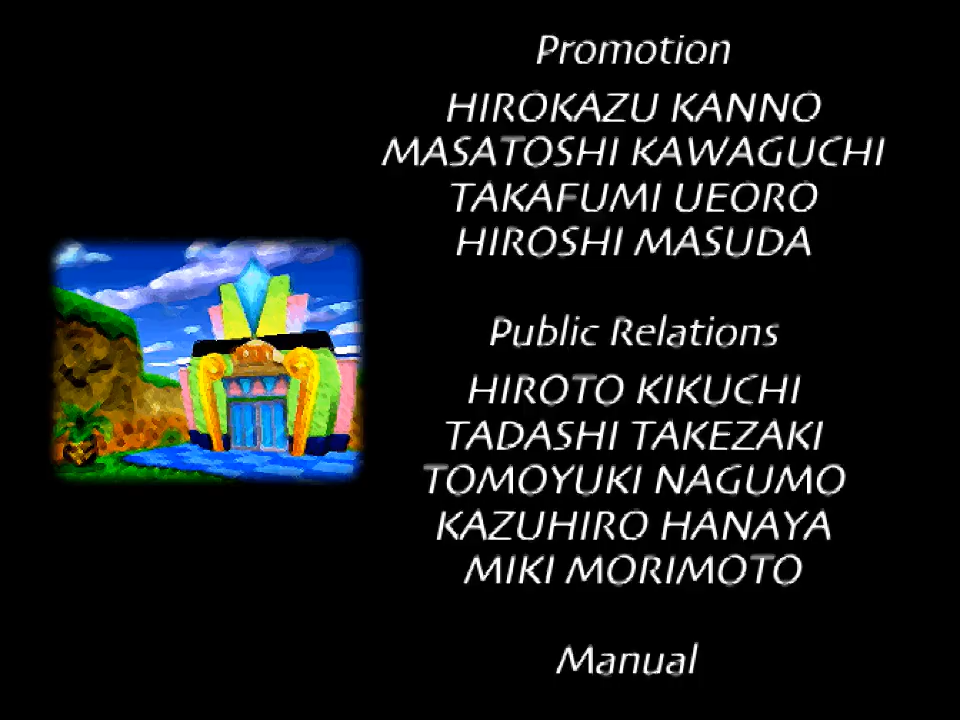 Promotion
HIROKAZU KANNO
MASATOSHI KAWAGUCHI
TAKAFUMI UEORO
HIROSHI MASUDA
Public Relations
HIROTO KIKUCHI
TADASHI TAKEZAKI
TOMOYUKI NAGUMO
KAZUHIRO HANAYA
MIKI MORIMOTO
Manual